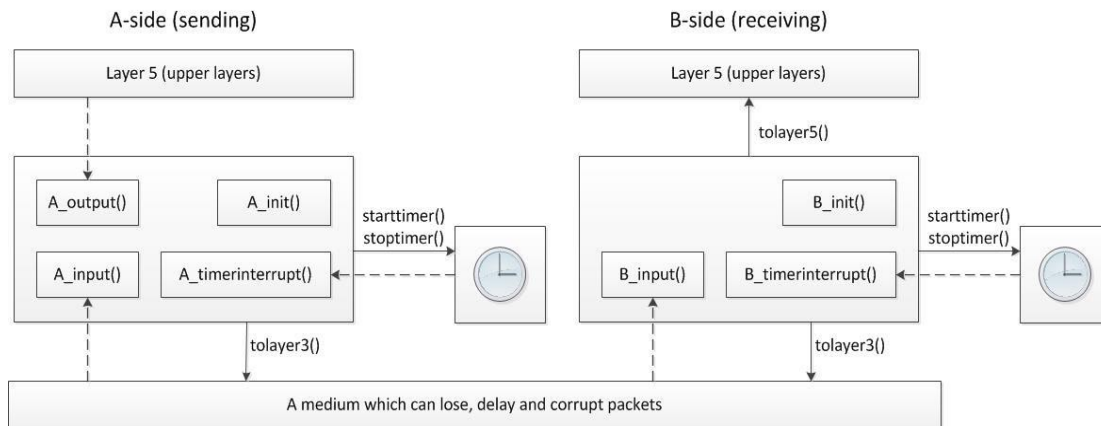 A-side (sending)
B-side (receiving)
Layer 5 (upper layers)
Layer 5 (upper layers)
tolayer5()
A_output()
A_init()
B_init()
starttimer()
stoptimer()
starttimer()
stoptimer()
A_input()
A_timerinterrupt()
B_input()
B_timerinterrupt()
tolayer3()
tolayer3()
A medium which can lose, delay and corrupt packets